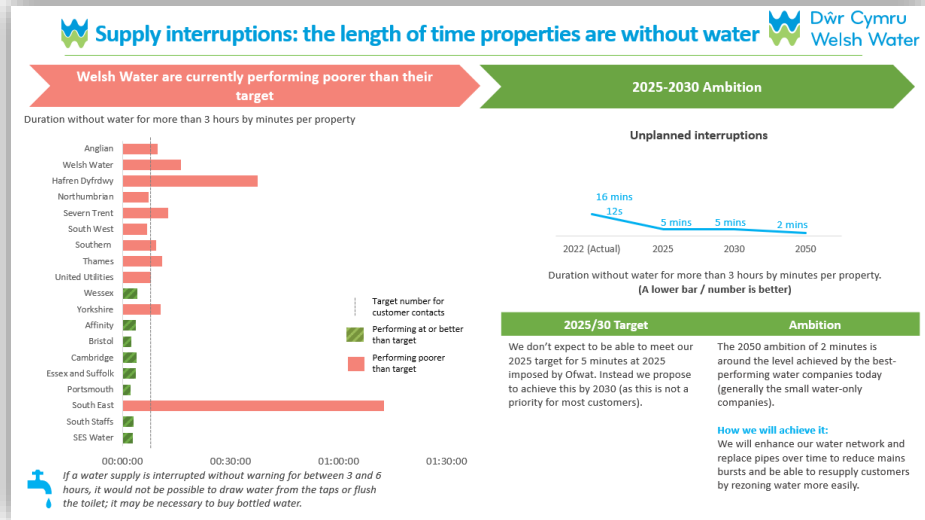 Supply interruptions: the length of time properties are without water
Dŵr Cymru
Welsh Water
Welsh Water are currently performing poorer than their
target
2025-2030 Ambition
Duration without water for more than 3 hours by minutes per property
Anglian
Welsh Water
Hafren Dyfrdwy
Northumbrian
Severn Trent
South West
Southern
Thames
United Utilities
Wessex
Yorkshire
Affinity
Bristol
Cambridge
Essex and Suffolk
Portsmouth
South East
South Staffs
SES Water
00:00:00
00:30:00
01:00:00
01:30:00
Target number for
customer contacts
Performing at or better
than target
Performing poorer
than target
If a water supply is interrupted without warning for between 3 and 6
hours, it would not be possible to draw water from the taps or flush
the toilet; it may be necessary to buy bottled water.
Unplanned interruptions
16 mins
12s
5 mins
5 mins
2 mins
2022 (Actual)
2025
2030
2050
Duration without water for more than 3 hours by minutes per property.
(A lower bar / number is better)
2025/30 Target
We don't expect to be able to meet our
2025 target for 5 minutes at 2025
imposed by Ofwat. Instead we propose
to achieve this by 2030 (as this is not a
priority for most customers).
Ambition
The 2050 ambition of 2 minutes is
around the level achieved by the best-
performing water companies today
(generally the small water-only
companies).
How we will achieve it:
We will enhance our water network and
replace pipes over time to reduce mains
bursts and be able to resupply customers
by rezoning water more easily.